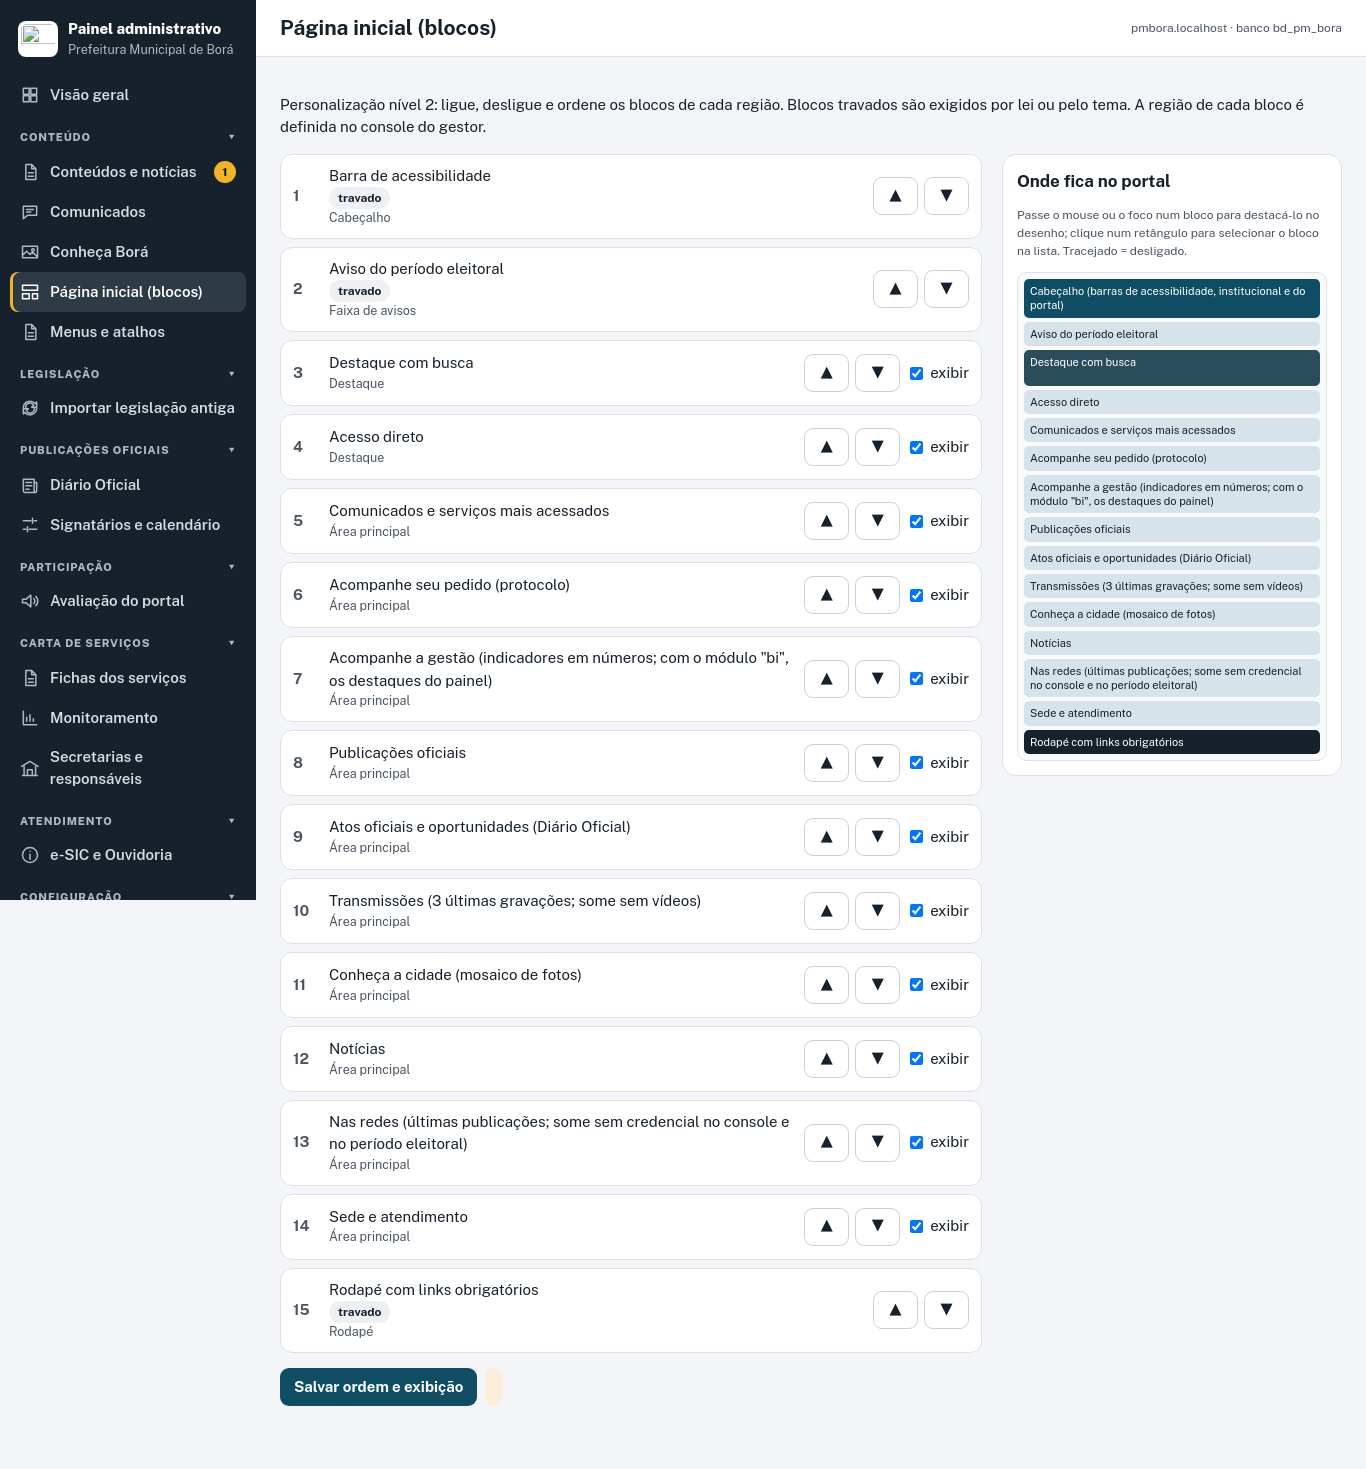 Painel administrativo
Prefeitura Municipal de Borá
Visão geral
CONTEÚDO
Conteúdos e notícias 1
Comunicados
Conheça Borá
Página inicial (blocos)
Menus e atalhos
LEGISLAÇÃO
Importar legislação antiga
PUBLICAÇÕES OFICIAIS
Diário Oficial
Signatários e calendário
PARTICIPAÇÃO
Avaliação do portal
CARTA DE SERVIÇOS
Fichas dos serviços
Monitoramento
Secretarias e
responsáveis
ATENDIMENTO
e-SIC e Ouvidoria
CONFIGURAÇÃO
Página inicial (blocos)
pmbora.localhost · banco bd_pm_bora
Personalização nível 2: ligue, desligue e ordene os blocos de cada região. Blocos travados são exigidos por lei ou pelo tema. A região de cada bloco é
definida no console do gestor.
1
Barra de acessibilidade
travado
Cabeçalho
▲ ▼
2
Aviso do período eleitoral
travado
Faixa de avisos
▲ ▼
3
Destaque com busca
Destaque
▲ ▼ exibir
4
Acesso direto
Destaque
▲ ▼ exibir
5
Comunicados e serviços mais acessados
Área principal
▲ ▼ exibir
6
Acompanhe seu pedido (protocolo)
Área principal
▲ ▼ exibir
7
Acompanhe a gestão (indicadores em números; com o módulo "bi",
os destaques do painel)
Área principal
▲ ▼ exibir
8
Publicações oficiais
Área principal
▲ ▼ exibir
9
Atos oficiais e oportunidades (Diário Oficial)
Área principal
▲ ▼ exibir
10
Transmissões (3 últimas gravações; some sem vídeos)
Área principal
▲ ▼ exibir
11
Conheça a cidade (mosaico de fotos)
Área principal
▲ ▼ exibir
12
Notícias
Área principal
▲ ▼ exibir
13
Nas redes (últimas publicações; some sem credencial no console e
no período eleitoral)
Área principal
▲ ▼ exibir
14
Sede e atendimento
Área principal
▲ ▼ exibir
15
Rodapé com links obrigatórios
travado
Rodapé
▲ ▼
Salvar ordem e exibição
Onde fica no portal
Passe o mouse ou o foco num bloco para destacá-lo no
desenho; clique num retângulo para selecionar o bloco
na lista. Tracejado = desligado.
Cabeçalho (barras de acessibilidade, institucional e do
portal)
Aviso do período eleitoral
Destaque com busca
Acesso direto
Comunicados e serviços mais acessados
Acompanhe seu pedido (protocolo)
Acompanhe a gestão (indicadores em números; com o
módulo "bi", os destaques do painel)
Publicações oficiais
Atos oficiais e oportunidades (Diário Oficial)
Transmissões (3 últimas gravações; some sem vídeos)
Conheça a cidade (mosaico de fotos)
Notícias
Nas redes (últimas publicações; some sem credencial
no console e no período eleitoral)
Sede e atendimento
Rodapé com links obrigatórios